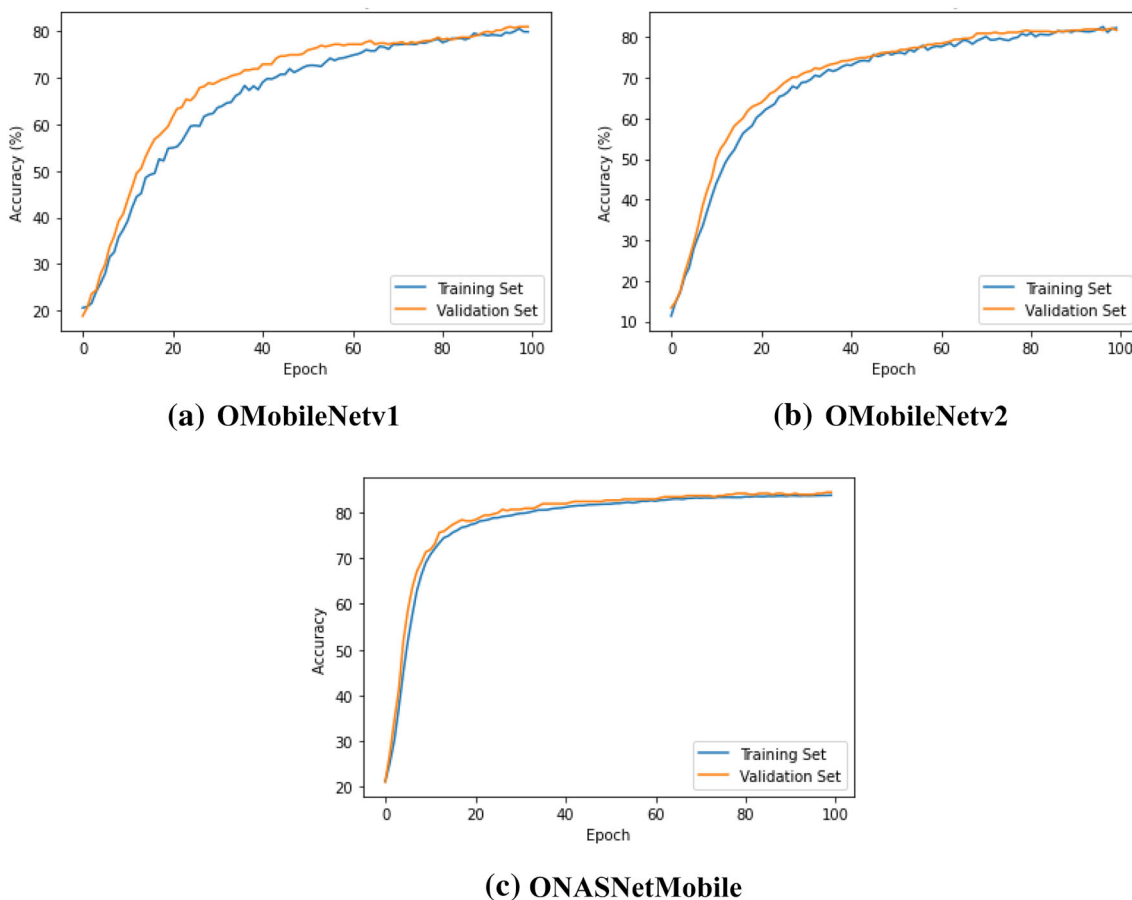 80
70
60
50
40
30
20
Accuracy (%)
Training Set
Validation Set
0 20 40 60 80 100
Epoch
(a) OMobileNetv1
80
70
60
50
40
30
20
10
Accuracy (%)
Training Set
Validation Set
0 20 40 60 80 100
Epoch
(b) OMobileNetv2
80
70
60
50
40
30
20
Accuracy
Training Set
Validation Set
0 20 40 60 80 100
Epoch
(c) ONASNetMobile